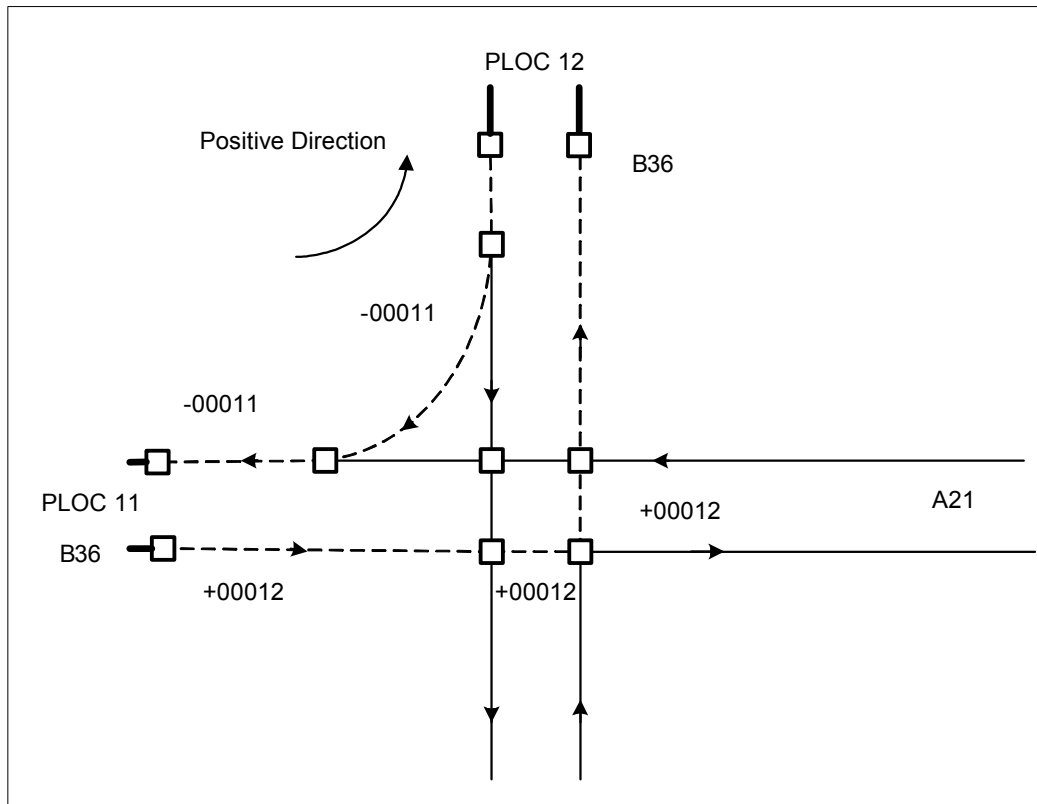 PLOC 12
Positive Direction
B36
-00011
-00011
PLOC 11
+00012
A21
B36
+00012
+00012